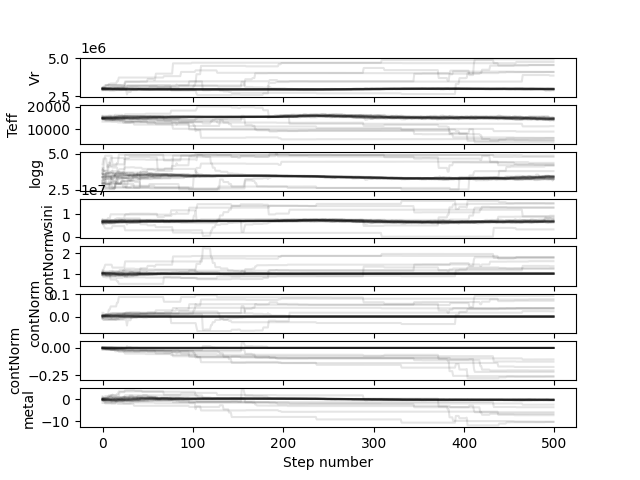 5.0 1e6
Vr
2.5
20000
Teff
10000
5.0
logg
2.5
1e7
1
vsini
0
2
contNorm
1
0.1
contNorm
0.0
0.00
contNorm
−0.25
0
metal
−10
0 100 200 300 400 500
Step number